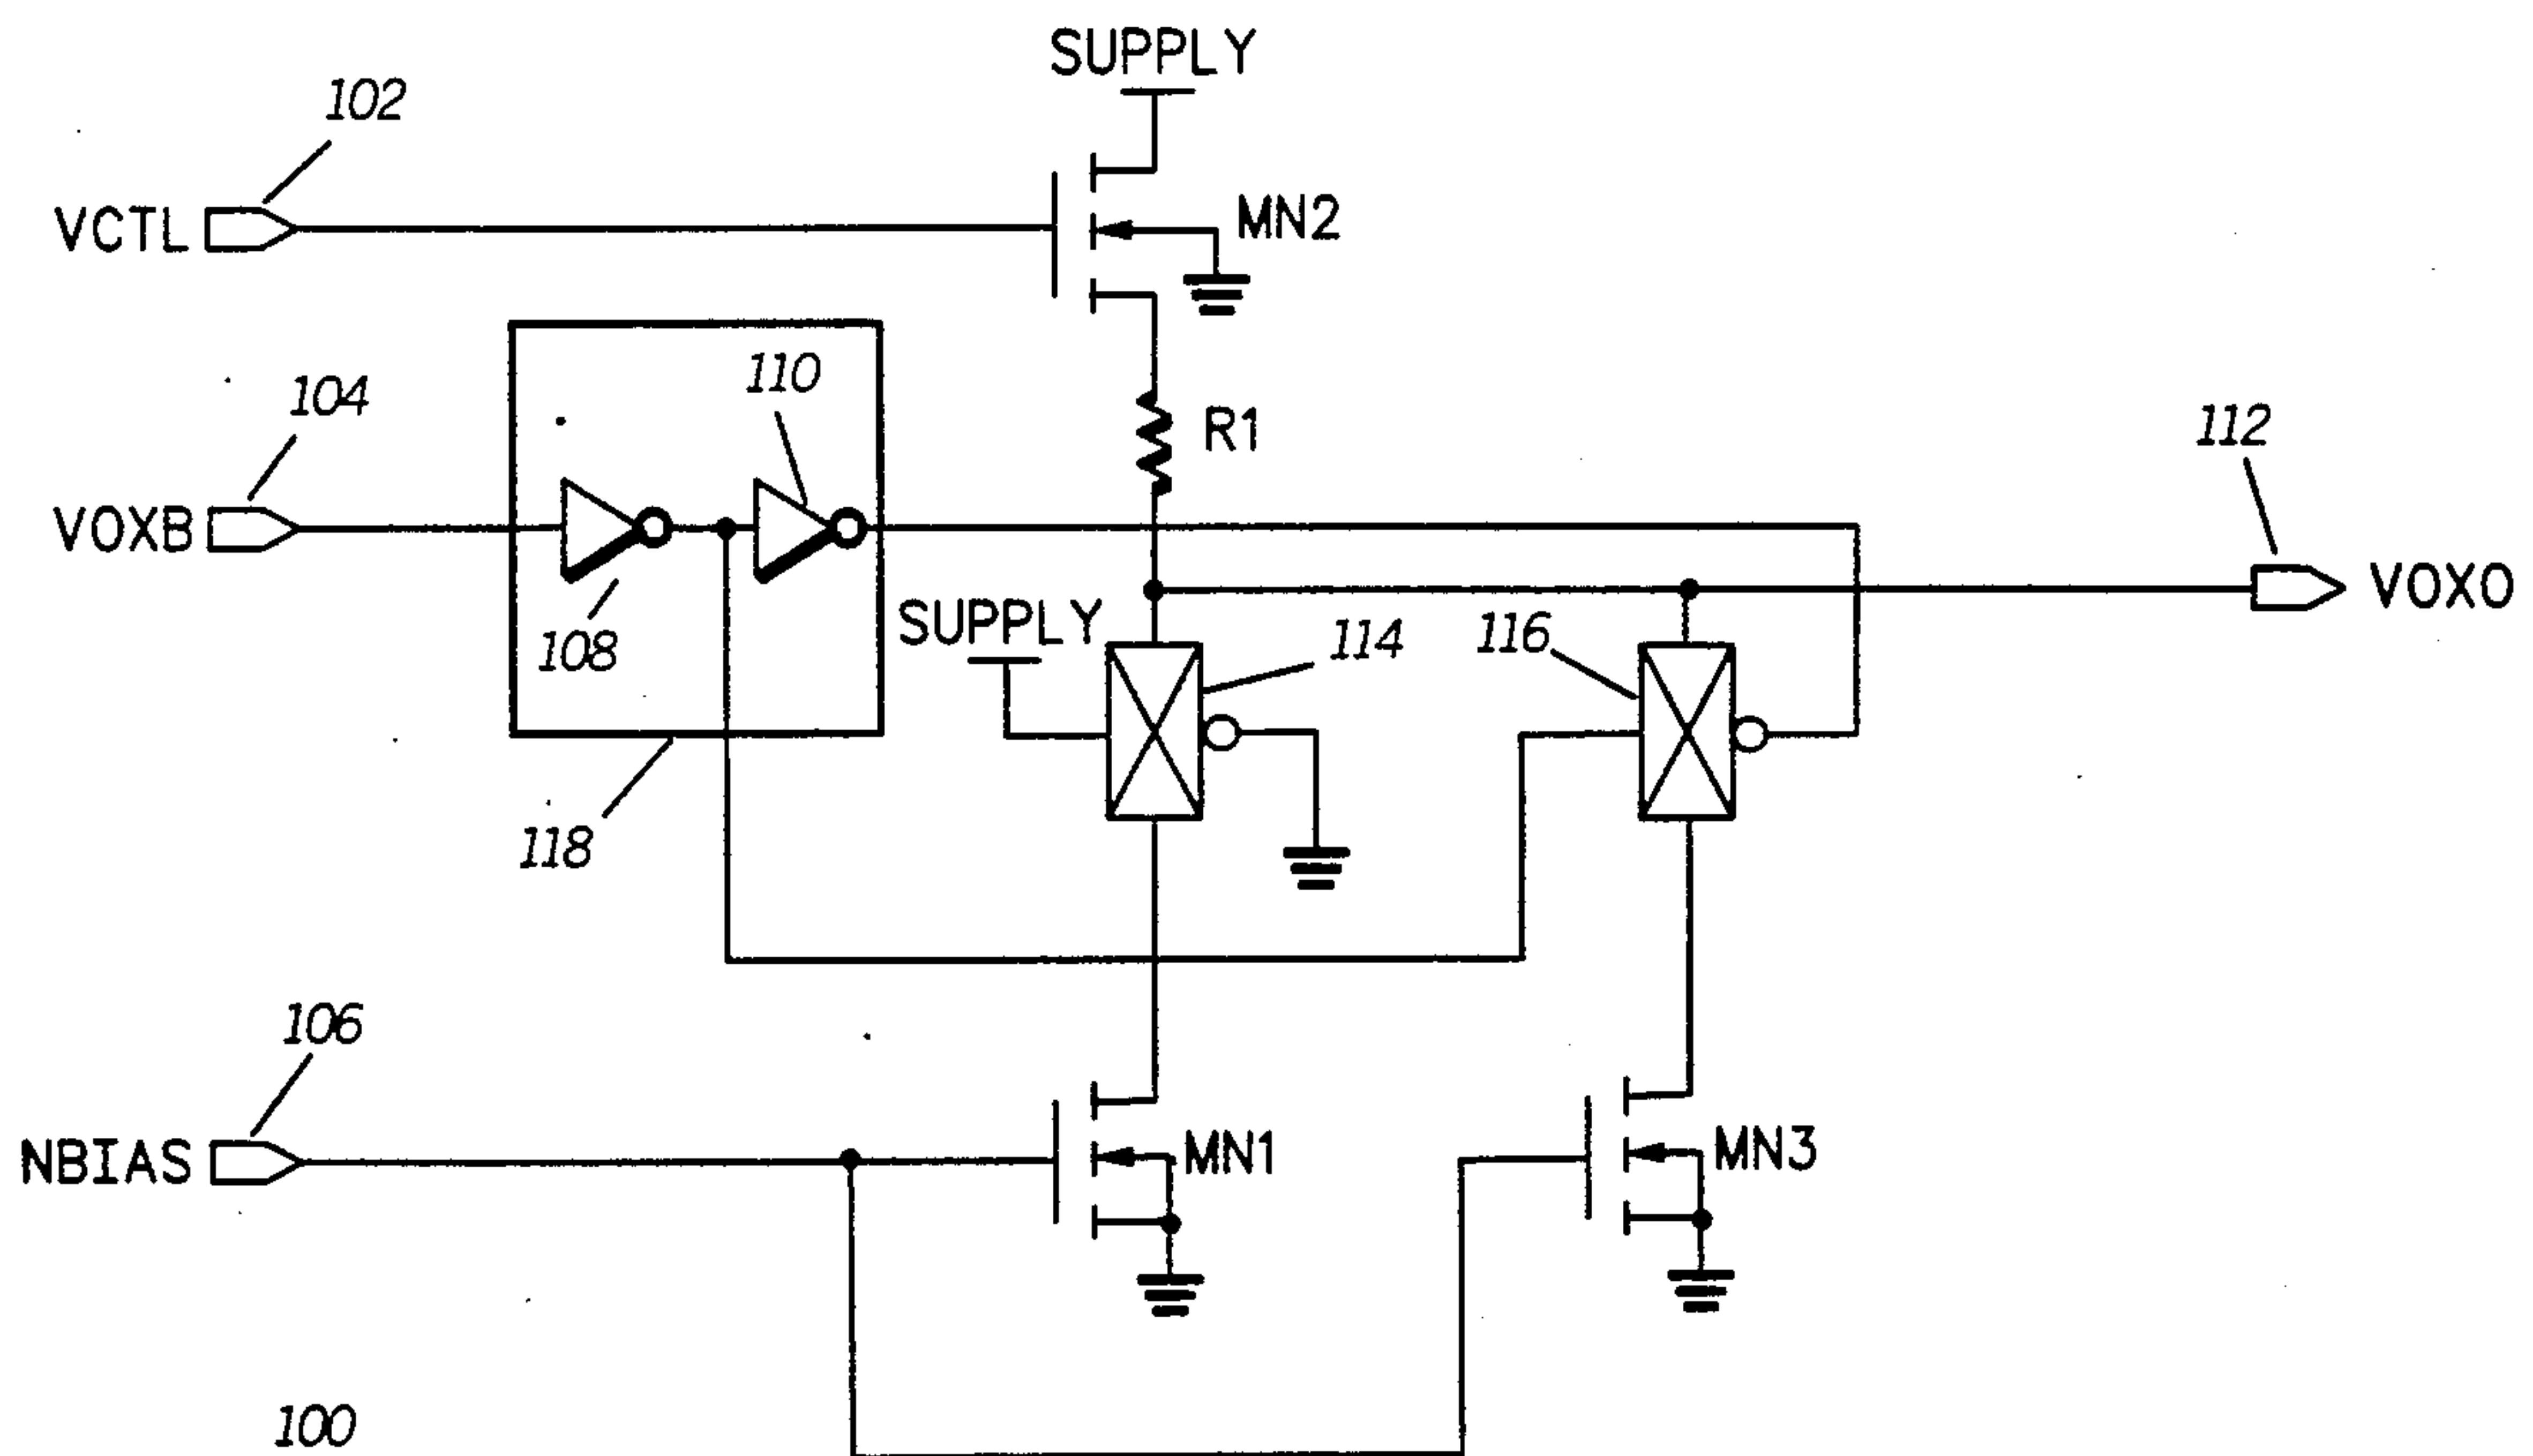 SUPPLY
102
VCTL
MN2
110
104
R1
112
VOXB
VOXO
SUPPLY
108
114
116
118
106
NBIAS
MN1
MN3
100